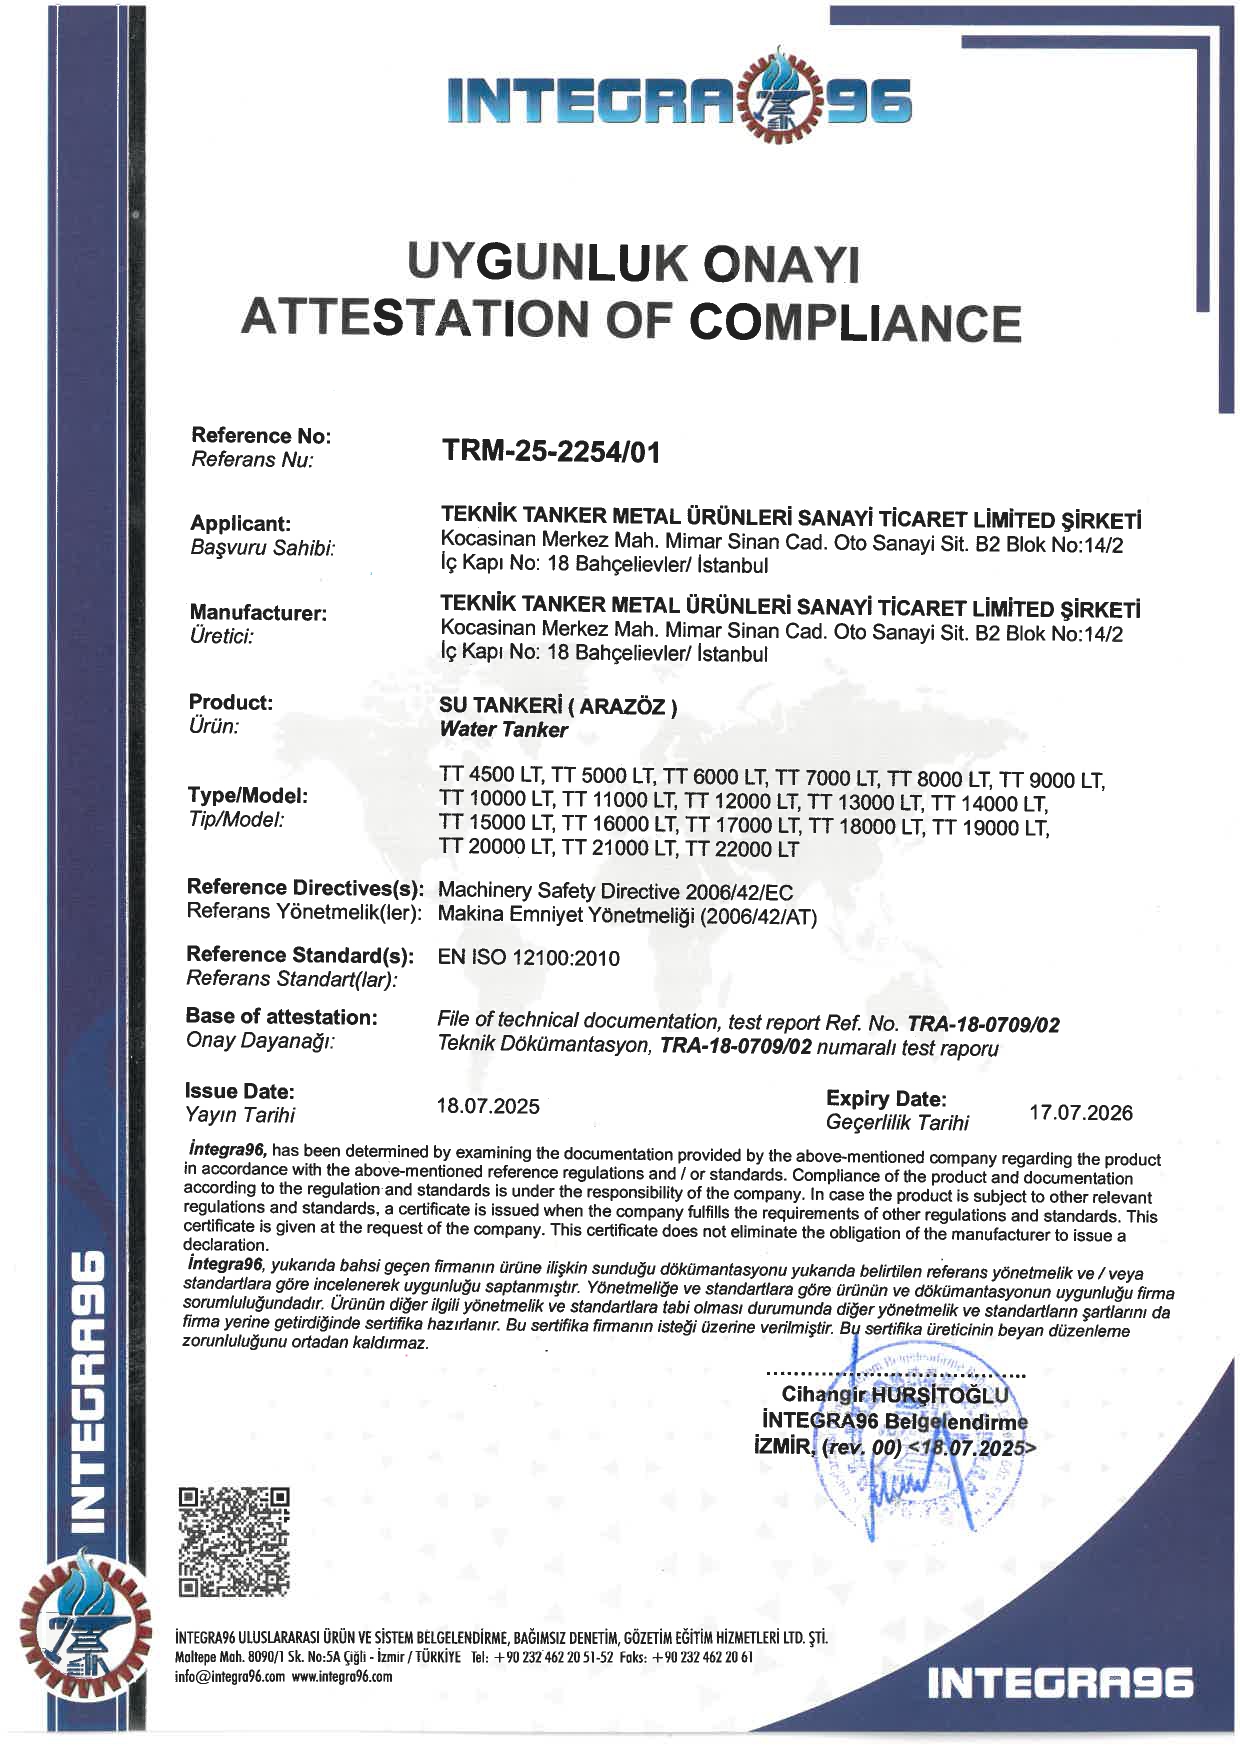 INTEGRA 96
UYGUNLUK ONAYI
ATTESTATION OF COMPLIANCE
Reference No:
Referans Nu:
TRM-25-2254/01
Applicant:
Başvuru Sahibi:
TEKNİK TANKER METAL ÜRÜNLERİ SANAYİ TİCARET LİMİTED ŞİRKETİ
Kocasinan Merkez Mah. Mimar Sinan Cad. Oto Sanayi Sit. B2 Blok No:14/2
İç Kapı No: 18 Bahçelievler/ İstanbul
Manufacturer:
Üretici:
TEKNİK TANKER METAL ÜRÜNLERİ SANAYİ TİCARET LİMİTED ŞİRKETİ
Kocasinan Merkez Mah. Mimar Sinan Cad. Oto Sanayi Sit. B2 Blok No:14/2
İç Kapı No: 18 Bahçelievler/ İstanbul
Product:
Ürün:
SU TANKERİ ( ARAZÖZ )
Water Tanker
Type/Model:
Tip/Model:
TT 4500 LT, TT 5000 LT, TT 6000 LT, TT 7000 LT, TT 8000 LT, TT 9000 LT,
TT 10000 LT, TT 11000 LT, TT 12000 LT, TT 13000 LT, TT 14000 LT,
TT 15000 LT, TT 16000 LT, TT 17000 LT, TT 18000 LT, TT 19000 LT,
TT 20000 LT, TT 21000 LT, TT 22000 LT
Reference Directives(s): Machinery Safety Directive 2006/42/EC
Referans Yönetmelik(ler): Makina Emniyet Yönetmeliği (2006/42/AT)
Reference Standard(s): EN ISO 12100:2010
Referans Standart(lar):
Base of attestation: File of technical documentation, test report Ref. No. TRA-18-0709/02
Onay Dayanağı: Teknik Dökümantasyon, TRA-18-0709/02 numaralı test raporu
Issue Date:
Yayın Tarihi
18.07.2025
Expiry Date:
Geçerlilik Tarihi
17.07.2026
İntegra96, has been determined by examining the documentation provided by the above-mentioned company regarding the product
in accordance with the above-mentioned reference regulations and / or standards. Compliance of the product and documentation
according to the regulation and standards is under the responsibility of the company. In case the product is subject to other relevant
regulations and standards, a certificate is issued when the company fulfills the requirements of other regulations and standards. This
certificate is given at the request of the company. This certificate does not eliminate the obligation of the manufacturer to issue a
declaration.
İntegra96, yukarıda bahsi geçen firmanın ürüne ilişkin sunduğu dökümantasyonu yukarıda belirtilen referans yönetmelik ve / veya
standartlara göre incelenerek uygunluğu saptanmıştır. Yönetmeliğe ve standartlara göre ürünün ve dökümantasyonun uygunluğu firma
sorumluluğundadır. Ürünün diğer ilgili yönetmelik ve standartlara tabi olması durumunda diğer yönetmelik ve standartların şartlarını da
firma yerine getirdiğinde sertifika hazırlanır. Bu sertifika firmanın isteği üzerine verilmiştir. Bu sertifika üreticinin beyan düzenleme
zorunluluğunu ortadan kaldırmaz.
Cihangir HURŞİTOĞLU
İNTEGRA96 Belgelendirme
İZMİR, (rev. 00) <18.07.2025>
INTEGRA96
İNTEGRA96 ULUSLARARASI ÜRÜN VE SİSTEM BELGELENDİRME, BAĞIMSIZ DENETİM, GÖZETİM EĞİTİM HİZMETLERİ LTD. ŞTİ.
Maltepe Mah. 8090/1 Sk. No:5A Çiğli - İzmir / TÜRKİYE Tel: +90 232 462 20 51-52 Faks: +90 232 462 20 61
info@integra96.com www.integra96.com
INTEGRA96